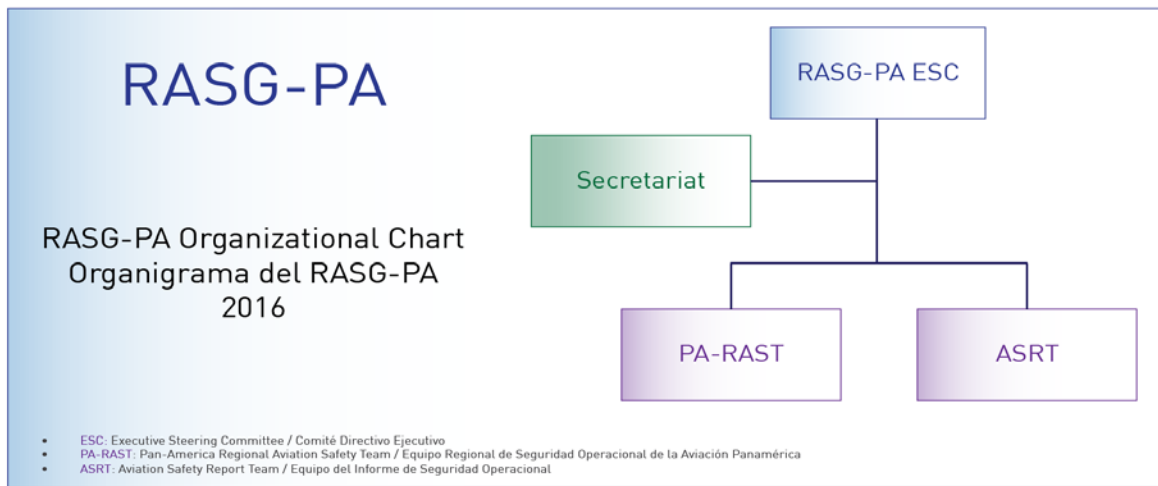 RASG-PA
RASG-PA Organizational Chart
Organigrama del RASG-PA
2016
RASG-PA ESC
Secretariat
PA-RAST
ASRT
• ESC: Executive Steering Committee / Comité Directivo Ejecutivo
• PA-RAST: Pan-America Regional Aviation Safety Team / Equipo Regional de Seguridad Operacional de la Aviación Panamérica
• ASRT: Aviation Safety Report Team / Equipo del Informe de Seguridad Operacional